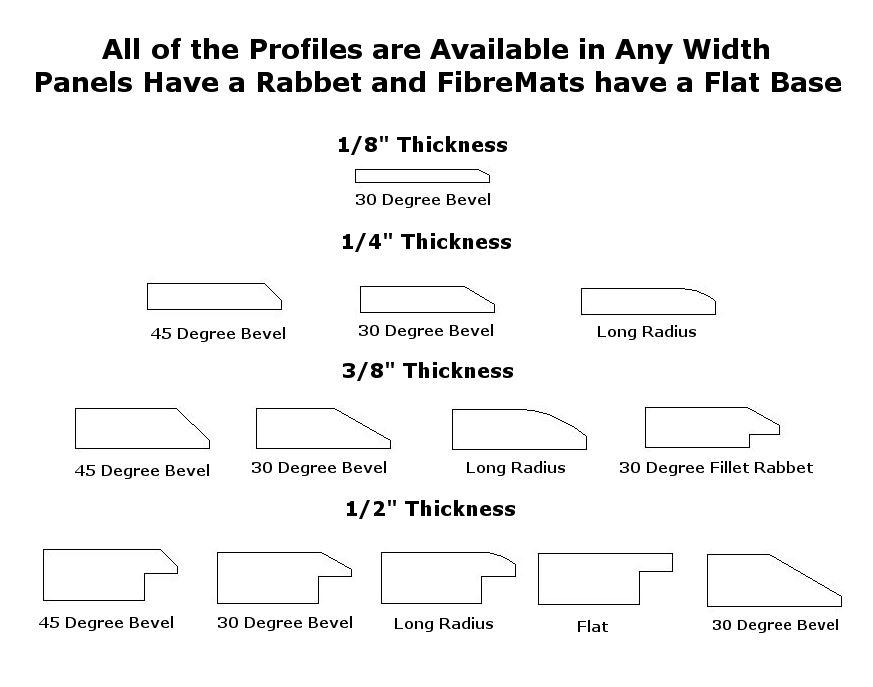 All of the Profiles are Available in Any Width
Panels Have a Rabbet and FibreMats have a Flat Base
1/8" Thickness
30 Degree Bevel
1/4" Thickness
45 Degree Bevel
30 Degree Bevel
Long Radius
3/8" Thickness
45 Degree Bevel
30 Degree Bevel
Long Radius
30 Degree Fillet Rabbet
1/2" Thickness
45 Degree Bevel
30 Degree Bevel
Long Radius
Flat
30 Degree Bevel